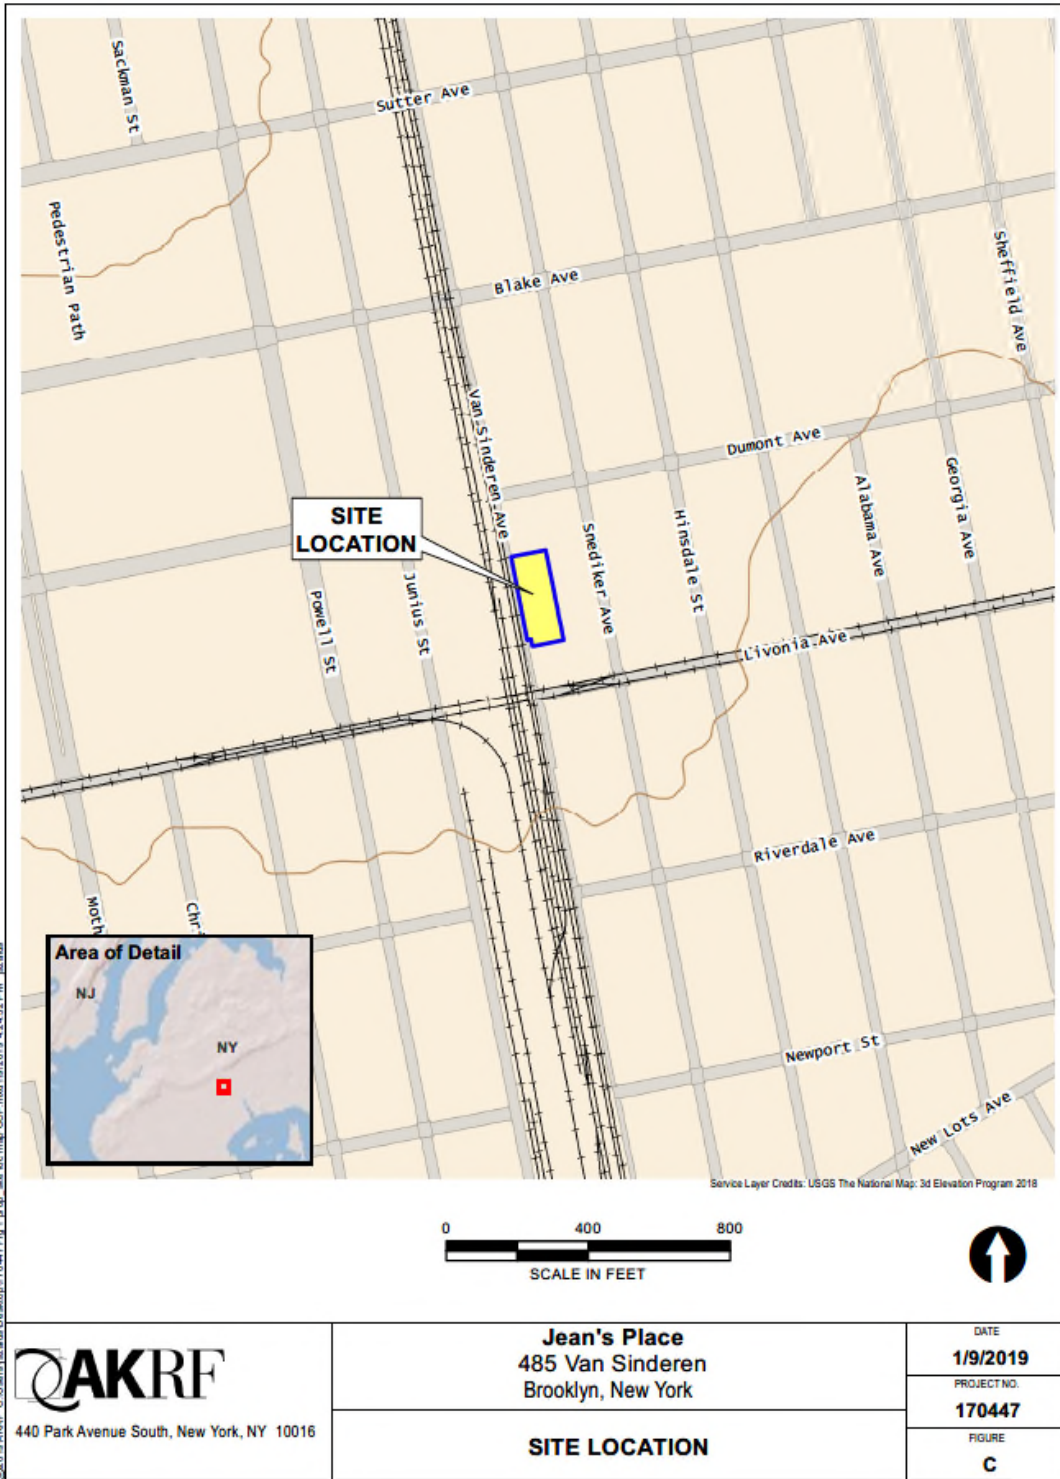 Sackman St
Sutter Ave
Pedestrian Path
Sheffield Ave
Blake Ave
Van Sinderen Ave
Dumont Ave
Georgia Ave
Alabama Ave
SITE
LOCATION
Hinsdale St
Snediker Ave
Junius St
Powell St
Livonia Ave
Riverdale Ave
Moth
Chr
Area of Detail
NJ
NY
Newport St
New Lots Ave
Service Layer Credits: USGS The National Map: 3d Elevation Program 2018
0 400 800
SCALE IN FEET
AKRF
440 Park Avenue South, New York, NY 10016
Jean's Place
485 Van Sinderen
Brooklyn, New York
SITE LOCATION
DATE
1/9/2019
PROJECT NO.
170447
FIGURE
C